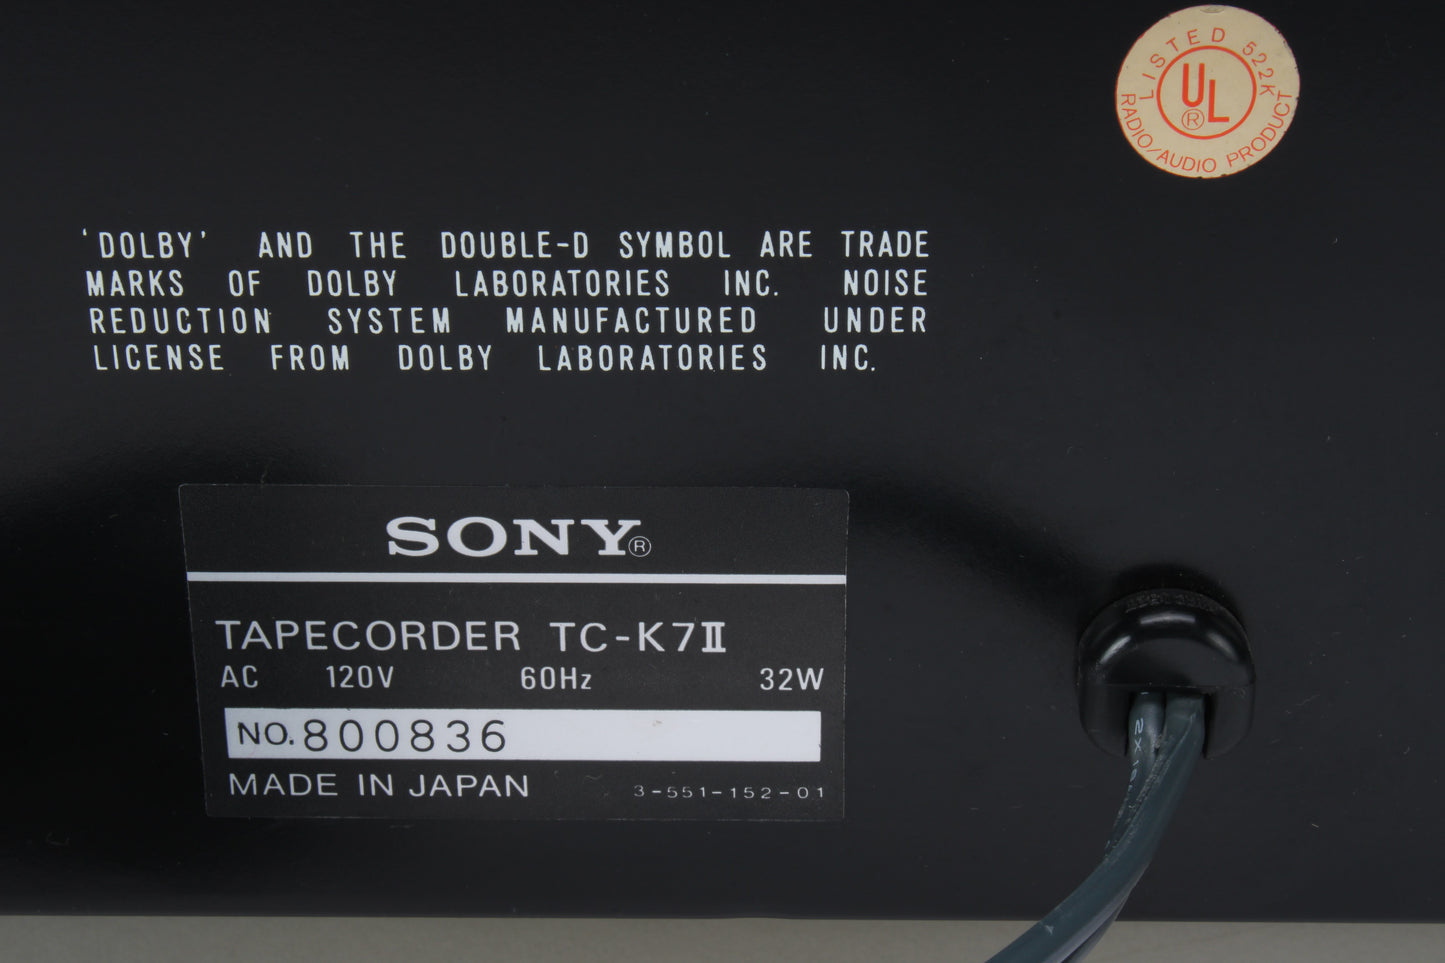 LISTED 522K
UL®
RADIO/AUDIO PRODUCT
'DOLBY' AND THE DOUBLE-D SYMBOL ARE TRADE
MARKS OF DOLBY LABORATORIES INC. NOISE
REDUCTION SYSTEM MANUFACTURED UNDER
LICENSE FROM DOLBY LABORATORIES INC.
SONY®
TAPECORDER TC-K7II
AC 120V 60Hz 32W
NO. 800836
MADE IN JAPAN 3-551-152-01